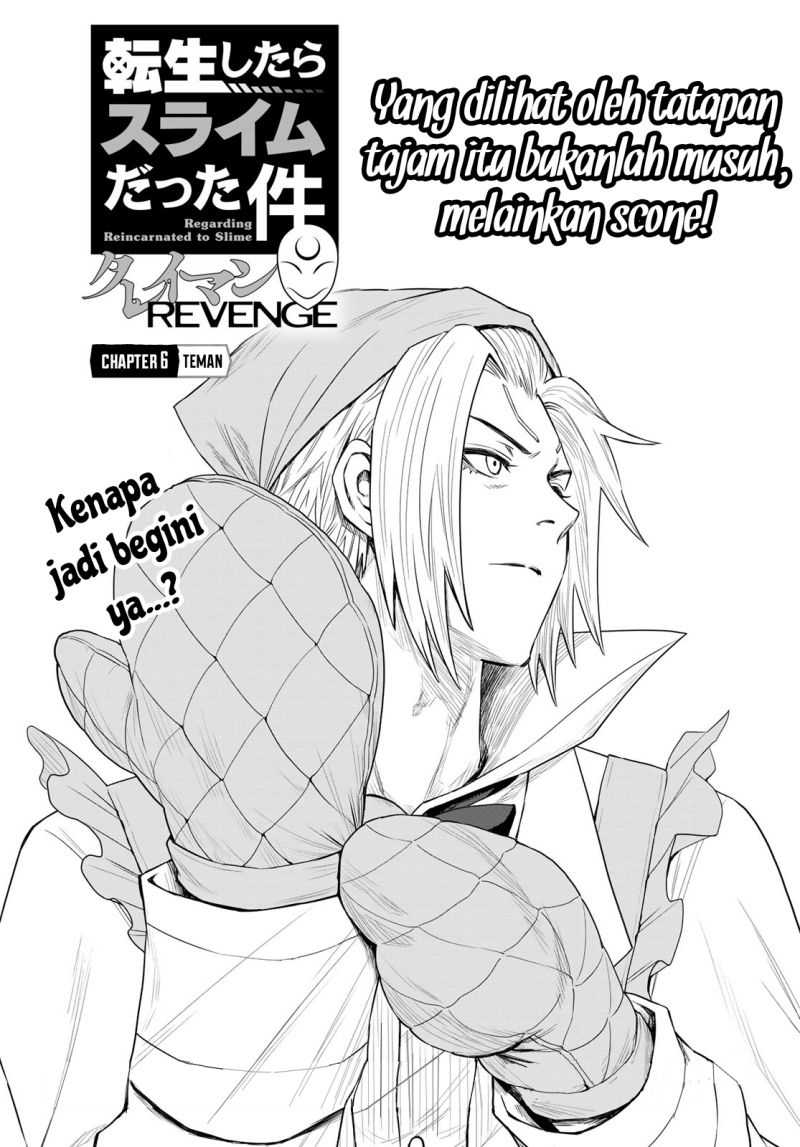 転生したら
スライム
だった件
Regarding
Reincarnated to Slime
クレイマン
REVENGE
CHAPTER 6 TEMAN
Yang dilihat oleh tatapan
tajam itu bukanlah musuh,
melainkan scone!
Kenapa
jadi begini
ya...?